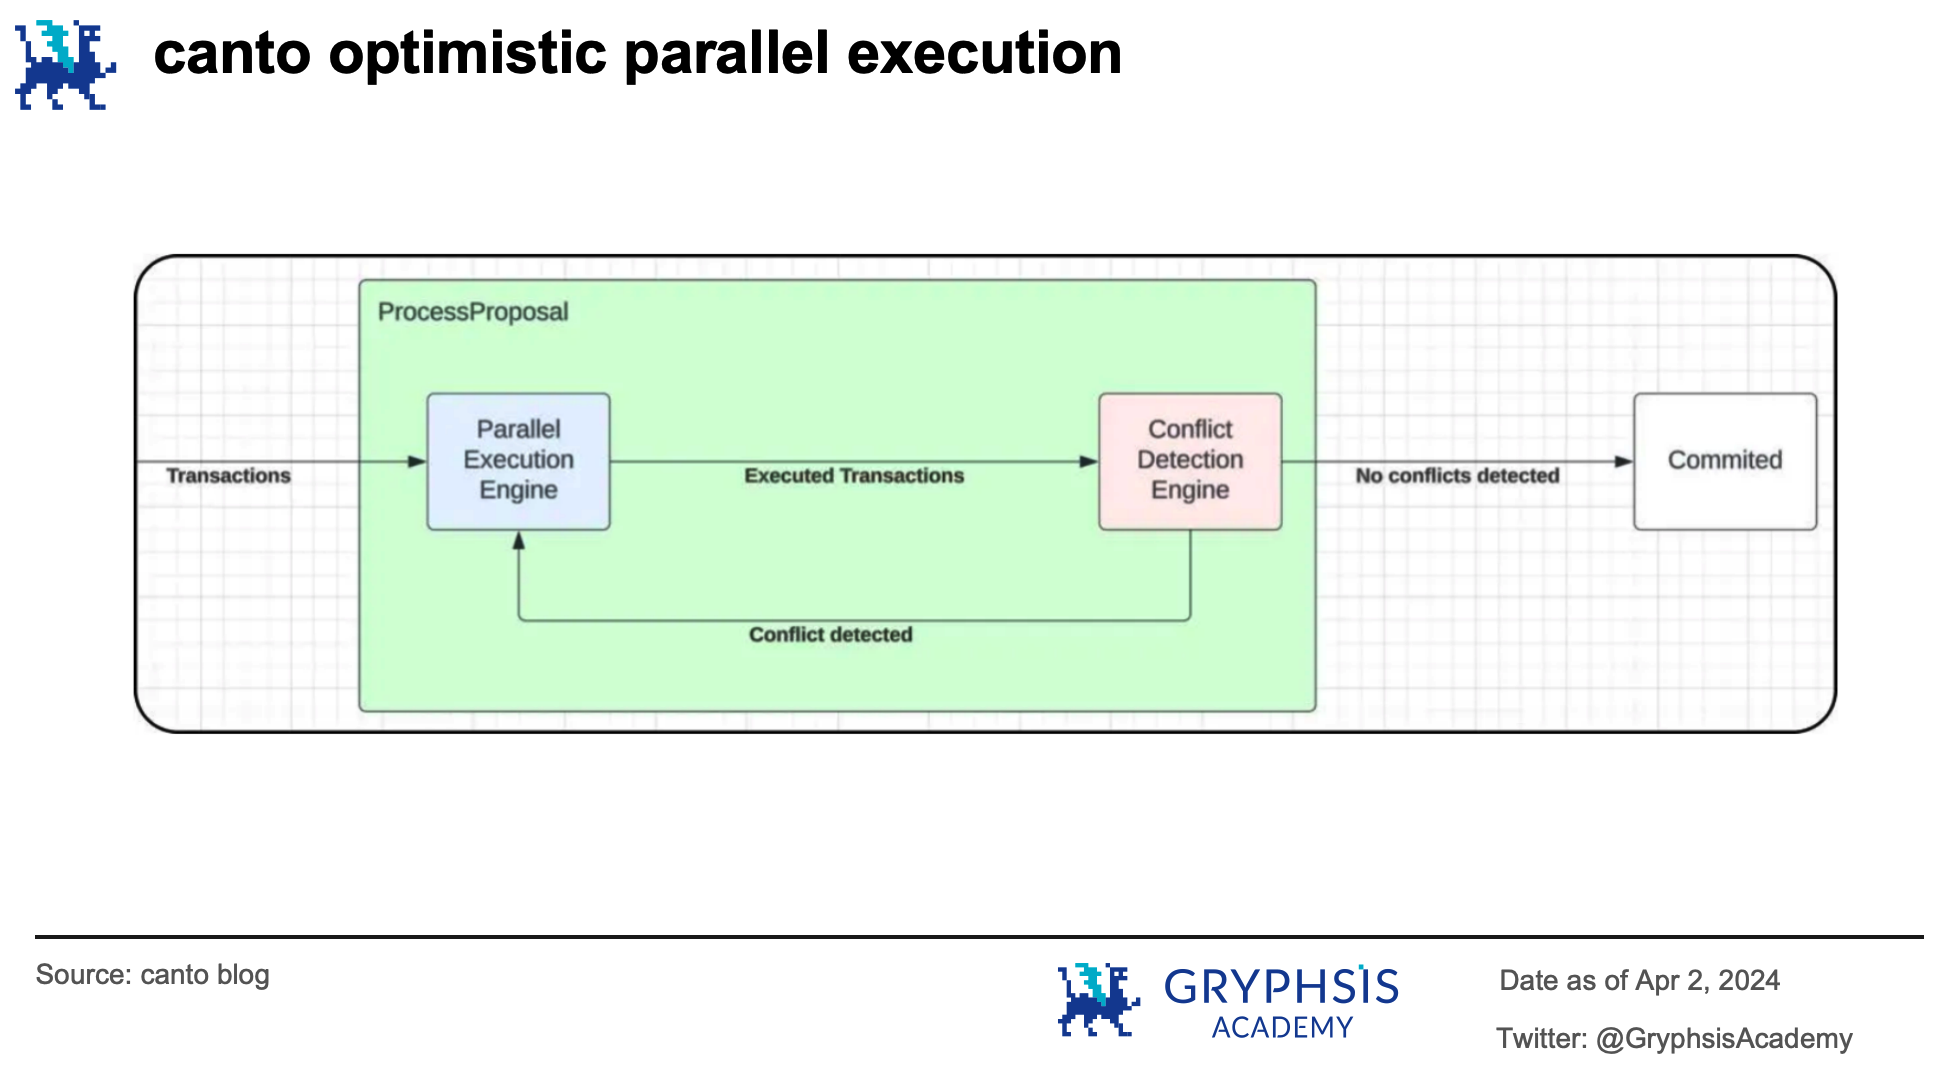 canto optimistic parallel execution
ProcessProposal
Parallel
Execution
Engine
Conflict
Detection
Engine
Commited
Transactions
Executed Transactions
No conflicts detected
Conflict detected
Source: canto blog
GRYPHSIS
ACADEMY
Date as of Apr 2, 2024
Twitter: @GryphsisAcademy